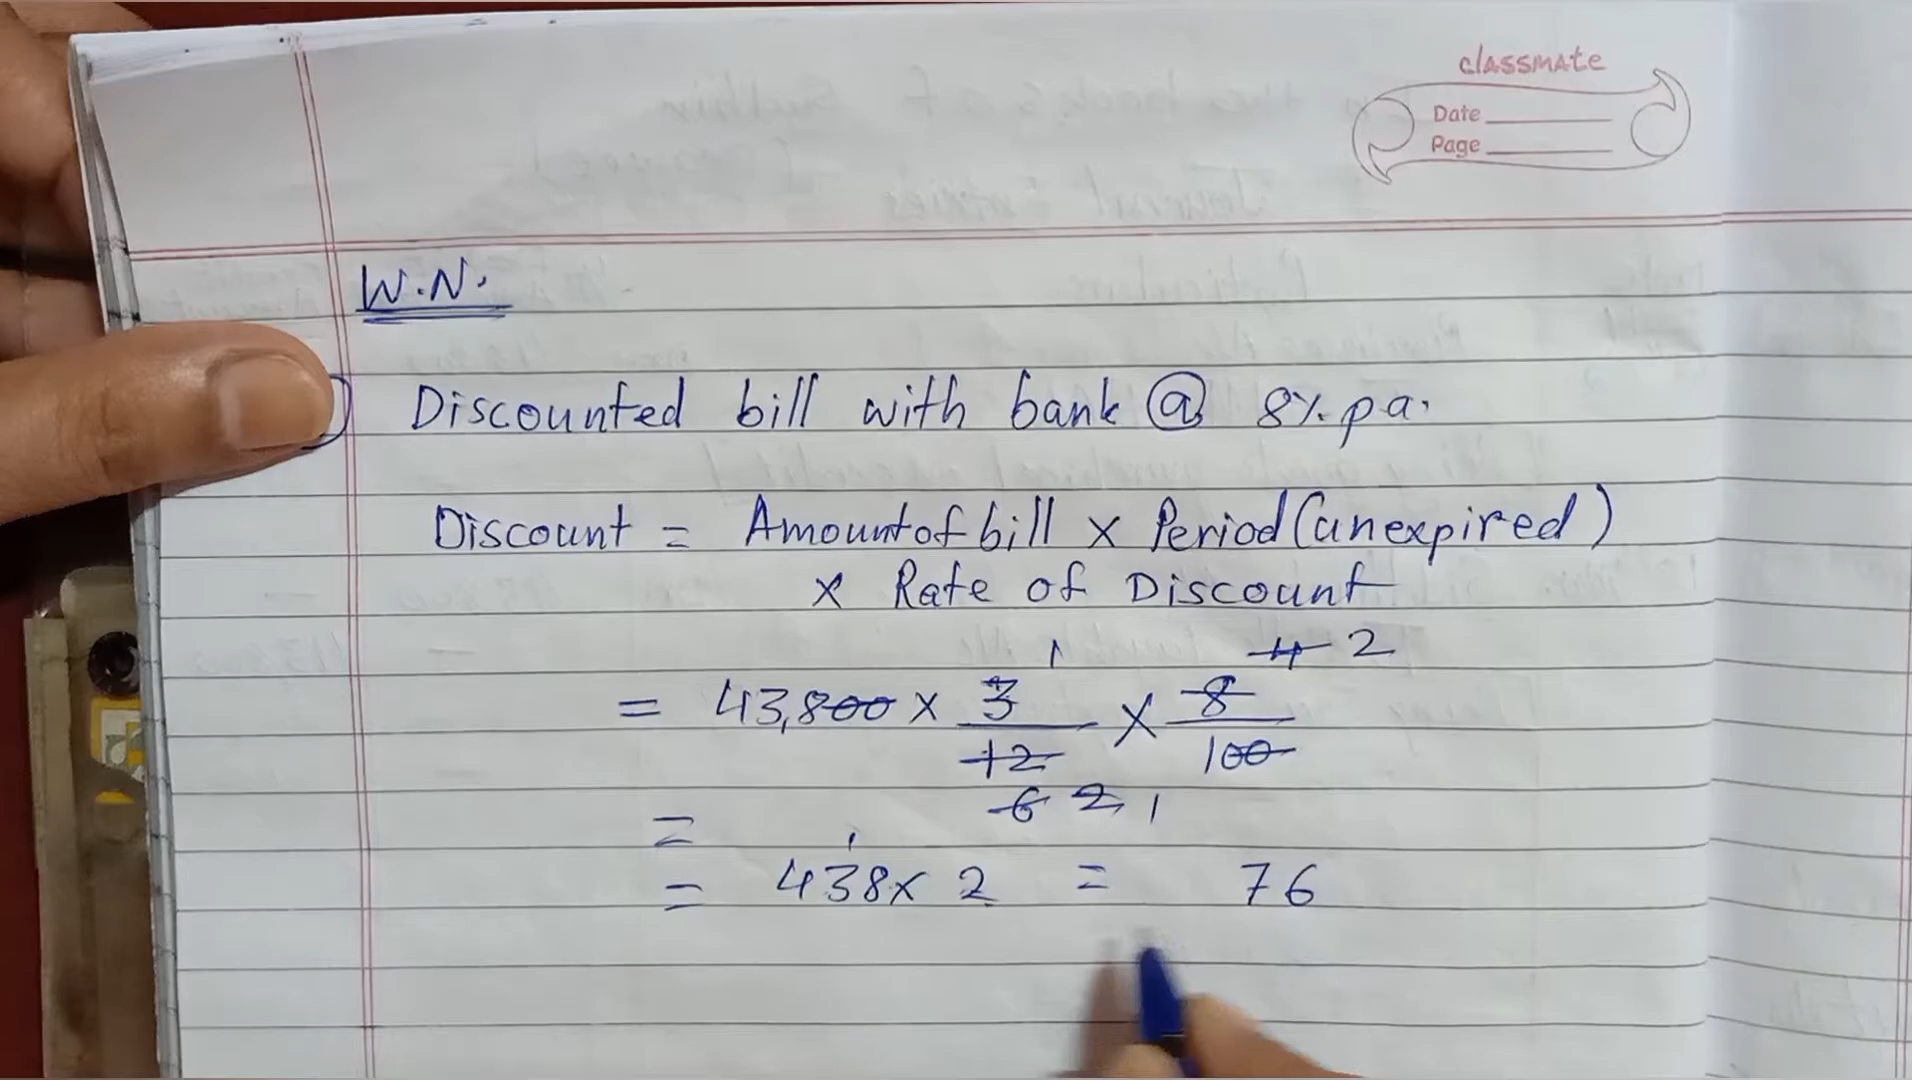 classmate
Date
Page
W.N.
Discounted bill with bank @ 8% p.a.
Discount = Amount of bill × Period (unexpired)
× Rate of Discount
1 4 2
= 43,800 × 3/12 × 8/100
6 2 1
=
1
= 438 × 2 = 76